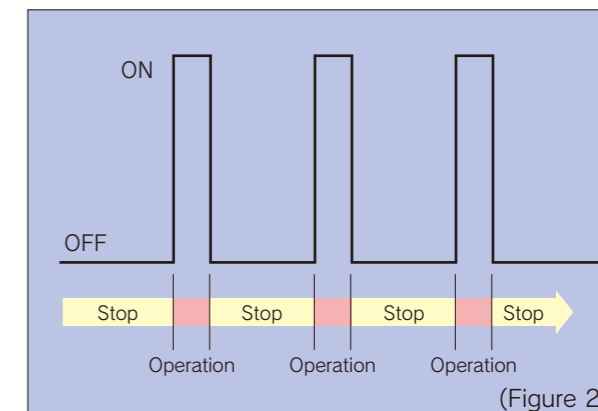 ON
OFF
Stop Stop Stop Stop
Operation Operation Operation
(Figure 2